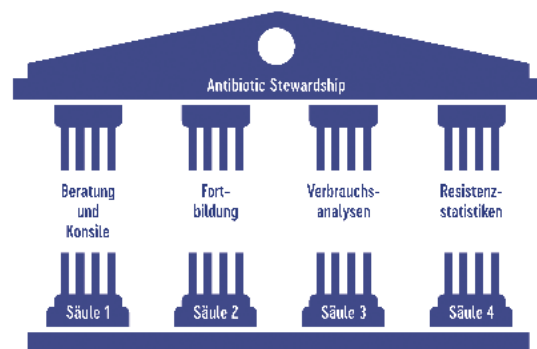 Antibiotic Stewardship
Beratung
und
Konsile
Fort-
bildung
Verbrauchs-
analysen
Resistenz-
statistiken
Säule 1
Säule 2
Säule 3
Säule 4